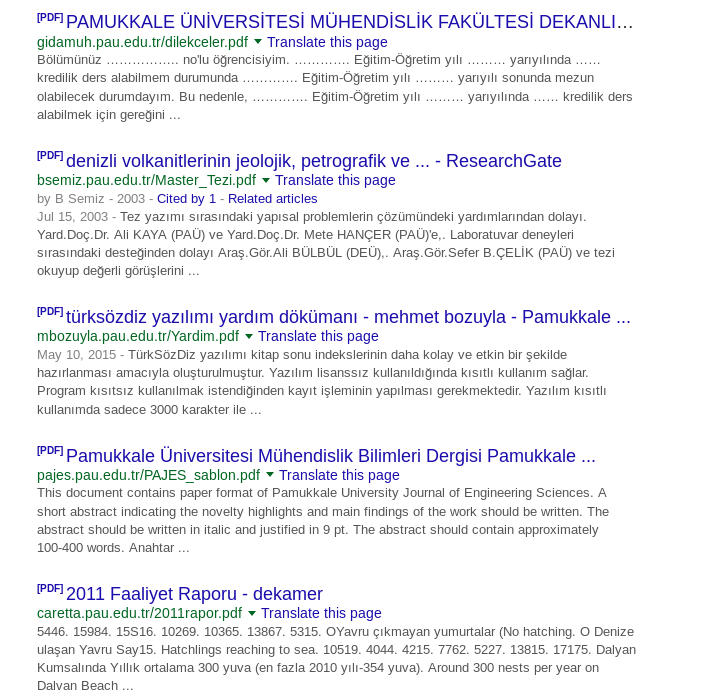 [PDF] PAMUKKALE ÜNİVERSİTESİ MÜHENDİSLİK FAKÜLTESİ DEKANLI…
gidamuh.pau.edu.tr/dilekceler.pdf Translate this page
Bölümünüz …………….. no'lu öğrencisiyim. …………. Eğitim-Öğretim yılı ……… yarıyılında ……
kredilik ders alabilmem durumunda …………. Eğitim-Öğretim yılı ……… yarıyılı sonunda mezun
olabilecek durumdayım. Bu nedenle, …………. Eğitim-Öğretim yılı ……… yarıyılında …… kredilik ders
alabilmek için gereğini ...
[PDF] denizli volkanitlerinin jeolojik, petrografik ve ... - ResearchGate
bsemiz.pau.edu.tr/Master_Tezi.pdf Translate this page
by B Semiz - 2003 - Cited by 1 - Related articles
Jul 15, 2003 - Tez yazımı sırasındaki yapısal problemlerin çözümündeki yardımlarından dolayı.
Yard.Doç.Dr. Ali KAYA (PAÜ) ve Yard.Doç.Dr. Mete HANÇER (PAÜ)'e,. Laboratuvar deneyleri
sırasındaki desteğinden dolayı Araş.Gör.Ali BÜLBÜL (DEÜ),. Araş.Gör.Sefer B.ÇELİK (PAÜ) ve tezi
okuyup değerli görüşlerini ...
[PDF] türksözdiz yazılımı yardım dökümanı - mehmet bozuyla - Pamukkale ...
mbozuyla.pau.edu.tr/Yardim.pdf Translate this page
May 10, 2015 - TürkSözDiz yazılımı kitap sonu indekslerinin daha kolay ve etkin bir şekilde
hazırlanması amacıyla oluşturulmuştur. Yazılım lisanssız kullanıldığında kısıtlı kullanım sağlar.
Program kısıtsız kullanılmak istendiğinden kayıt işleminin yapılması gerekmektedir. Yazılım kısıtlı
kullanımda sadece 3000 karakter ile ...
[PDF] Pamukkale Üniversitesi Mühendislik Bilimleri Dergisi Pamukkale ...
pajes.pau.edu.tr/PAJES_sablon.pdf Translate this page
This document contains paper format of Pamukkale University Journal of Engineering Sciences. A
short abstract indicating the novelty highlights and main findings of the work should be written. The
abstract should be written in italic and justified in 9 pt. The abstract should contain approximately
100-400 words. Anahtar ...
[PDF] 2011 Faaliyet Raporu - dekamer
caretta.pau.edu.tr/2011rapor.pdf Translate this page
5446. 15984. 15S16. 10269. 10365. 13867. 5315. OYavru çıkmayan yumurtalar (No hatching. O Denize
ulaşan Yavru Say15. Hatchlings reaching to sea. 10519. 4044. 4215. 7762. 5227. 13815. 17175. Dalyan
Kumsalında Yıllık ortalama 300 yuva (en fazla 2010 yılı-354 yuva). Around 300 nests per year on
Dalyan Beach ...